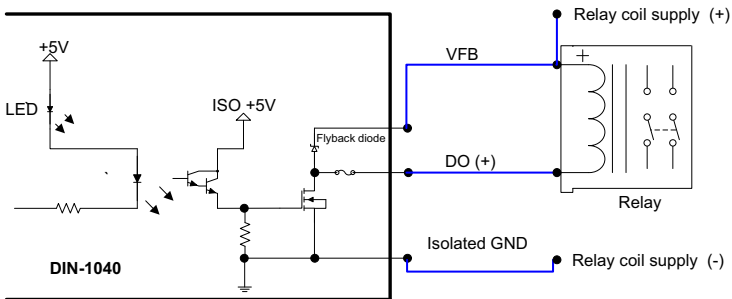 Relay coil supply (+)
+5V
VFB
+
LED
ISO +5V
Flyback diode
DO (+)
Relay
Isolated GND
Relay coil supply (-)
DIN-1040